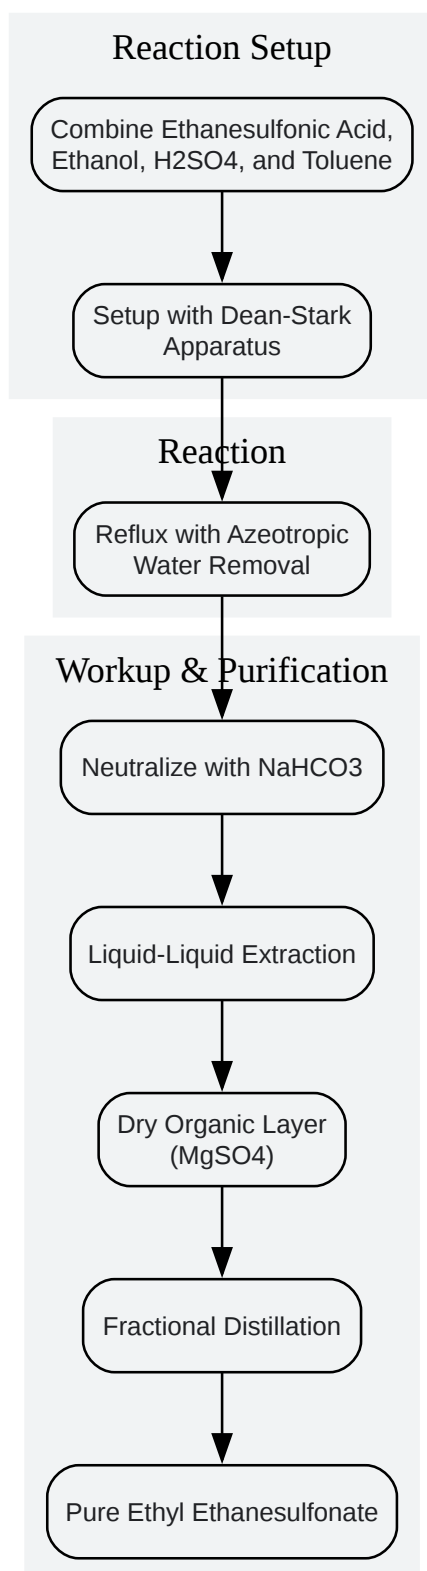 Reaction Setup
Combine Ethanesulfonic Acid,
Ethanol, H2SO4, and Toluene
Setup with Dean-Stark
Apparatus
Reaction
Reflux with Azeotropic
Water Removal
Workup & Purification
Neutralize with NaHCO3
Liquid-Liquid Extraction
Dry Organic Layer
(MgSO4)
Fractional Distillation
Pure Ethyl Ethanesulfonate